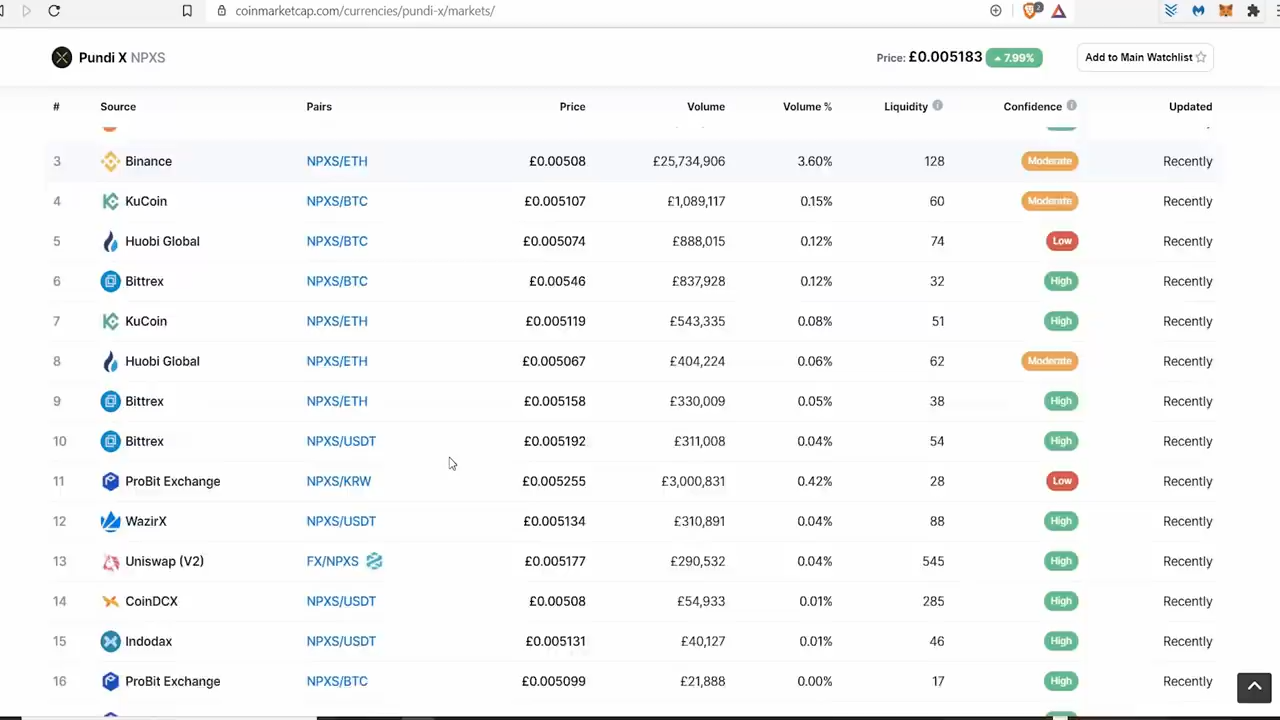 coinmarketcap.com/currencies/pundi-x/markets/ 2
Pundi X NPXS Price: £0.005183 7.99% Add to Main Watchlist
# Source Pairs Price Volume Volume % Liquidity Confidence Updated
3 Binance NPXS/ETH £0.00508 £25,734,906 3.60% 128 Moderate Recently
4 KuCoin NPXS/BTC £0.005107 £1,089,117 0.15% 60 Moderate Recently
5 Huobi Global NPXS/BTC £0.005074 £888,015 0.12% 74 Low Recently
6 Bittrex NPXS/BTC £0.00546 £837,928 0.12% 32 High Recently
7 KuCoin NPXS/ETH £0.005119 £543,335 0.08% 51 High Recently
8 Huobi Global NPXS/ETH £0.005067 £404,224 0.06% 62 Moderate Recently
9 Bittrex NPXS/ETH £0.005158 £330,009 0.05% 38 High Recently
10 Bittrex NPXS/USDT £0.005192 £311,008 0.04% 54 High Recently
11 ProBit Exchange NPXS/KRW £0.005255 £3,000,831 0.42% 28 Low Recently
12 WazirX NPXS/USDT £0.005134 £310,891 0.04% 88 High Recently
13 Uniswap (V2) FX/NPXS £0.005177 £290,532 0.04% 545 High Recently
14 CoinDCX NPXS/USDT £0.00508 £54,933 0.01% 285 High Recently
15 Indodax NPXS/USDT £0.005131 £40,127 0.01% 46 High Recently
16 ProBit Exchange NPXS/BTC £0.005099 £21,888 0.00% 17 High Recently